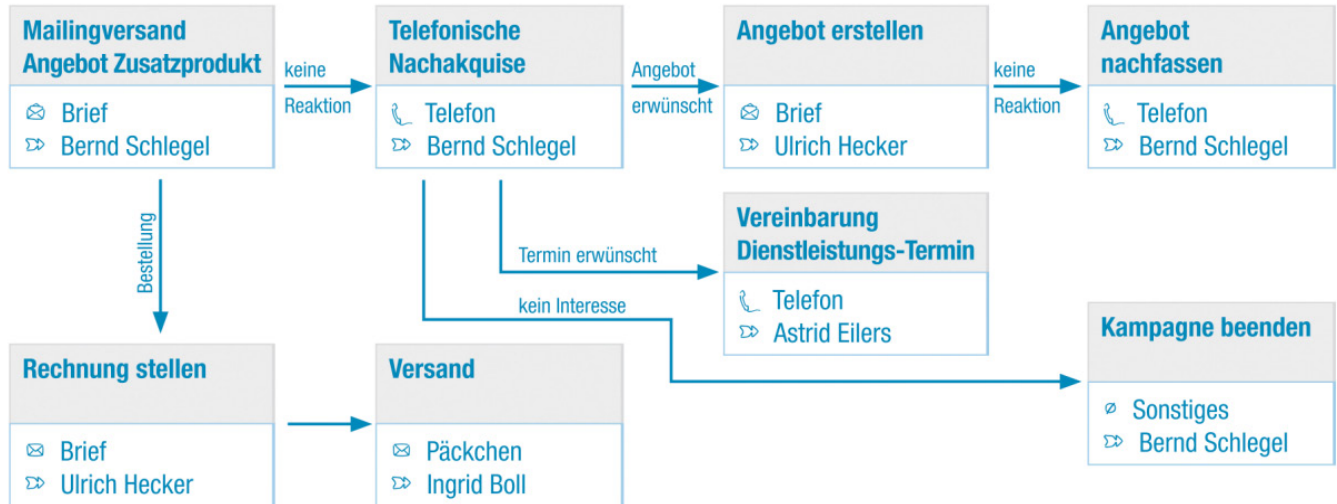 Mailingversand
Angebot Zusatzprodukt
Brief
Bernd Schlegel
keine
Reaktion
Telefonische
Nachakquise
Telefon
Bernd Schlegel
Angebot
erwünscht
Angebot erstellen
Brief
Ulrich Hecker
keine
Reaktion
Angebot
nachfassen
Telefon
Bernd Schlegel
Bestellung
Termin erwünscht
kein Interesse
Vereinbarung
Dienstleistungs-Termin
Telefon
Astrid Eilers
Kampagne beenden
Sonstiges
Bernd Schlegel
Rechnung stellen
Brief
Ulrich Hecker
Versand
Päckchen
Ingrid Boll